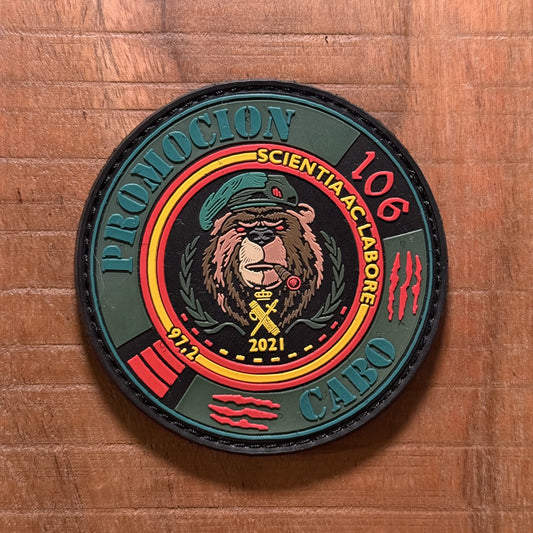 PROMOCION
106
SCIENTIA AC LABORE
97,2
2021
CABO